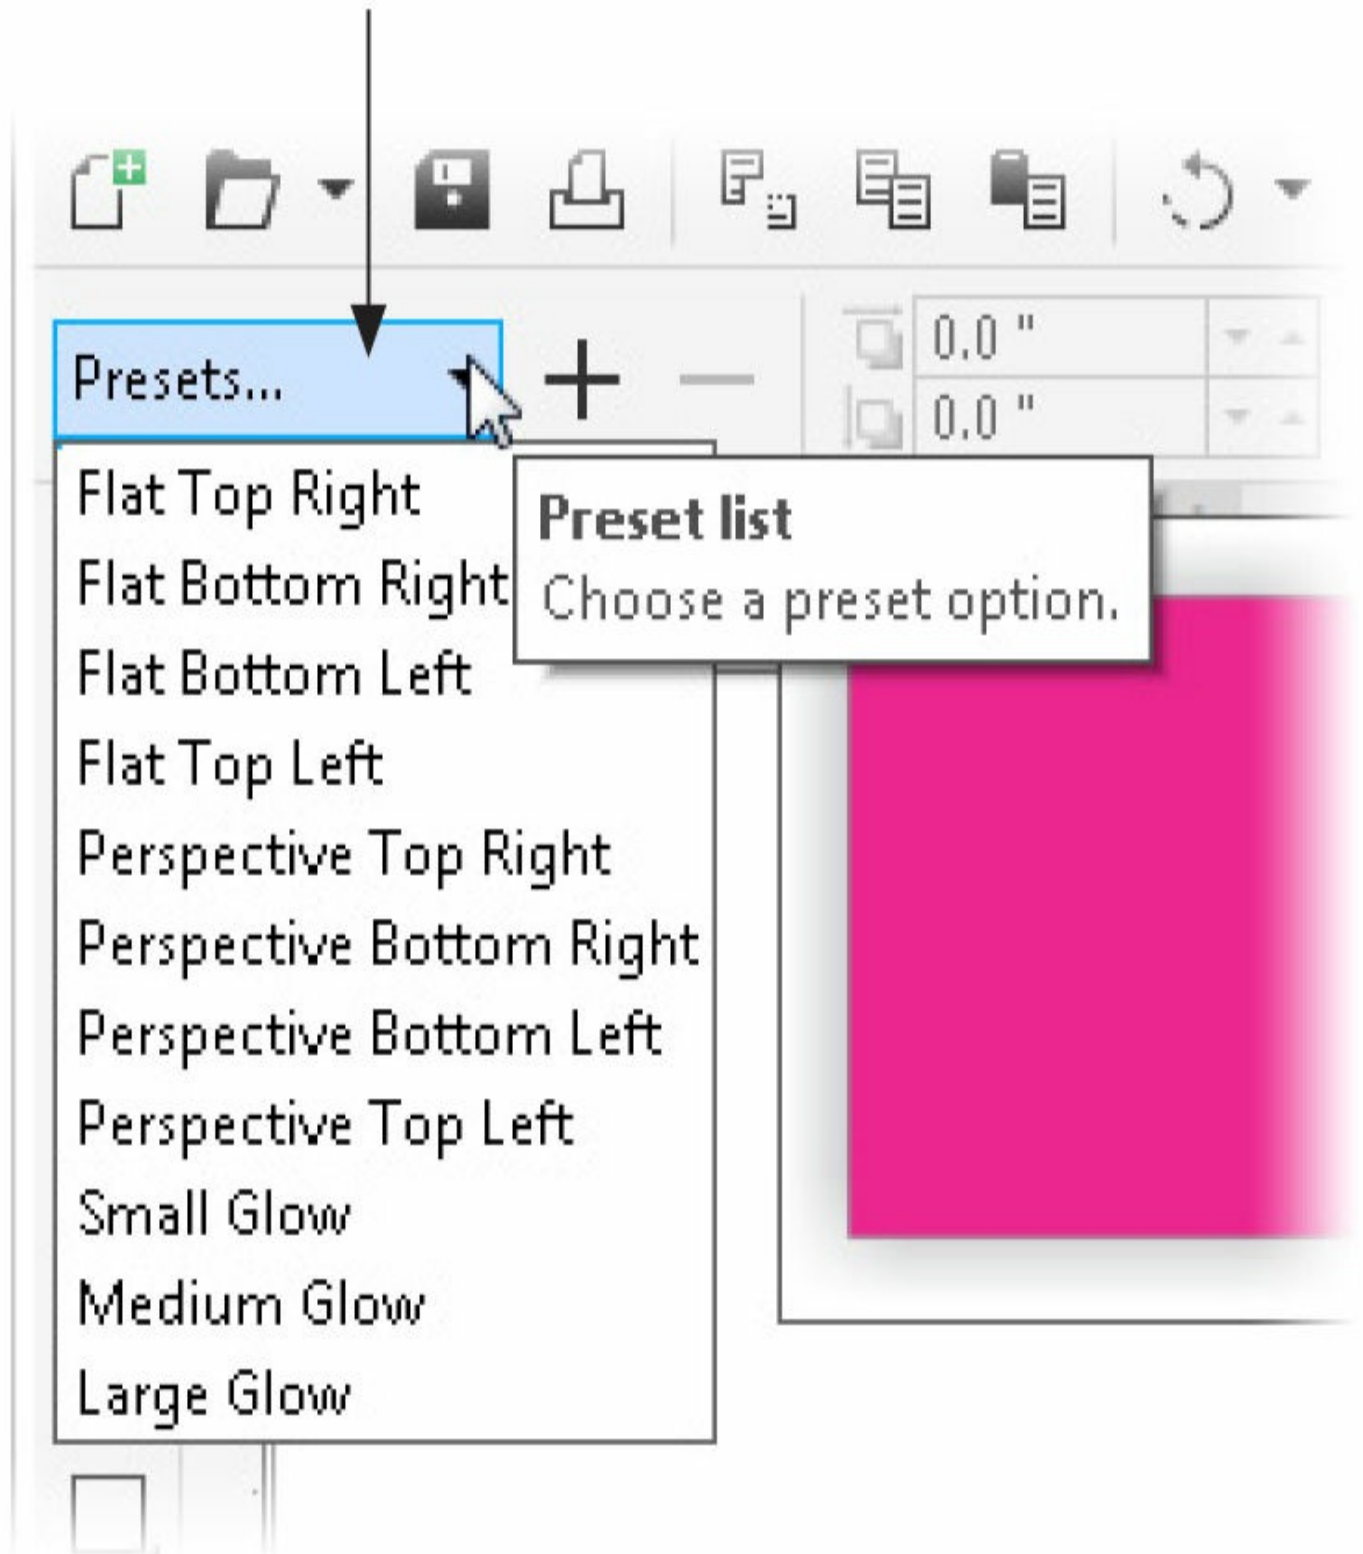 Presets...
0.0 "
0.0 "
Flat Top Right
Preset list
Choose a preset option.
Flat Bottom Right
Flat Bottom Left
Flat Top Left
Perspective Top Right
Perspective Bottom Right
Perspective Bottom Left
Perspective Top Left
Small Glow
Medium Glow
Large Glow